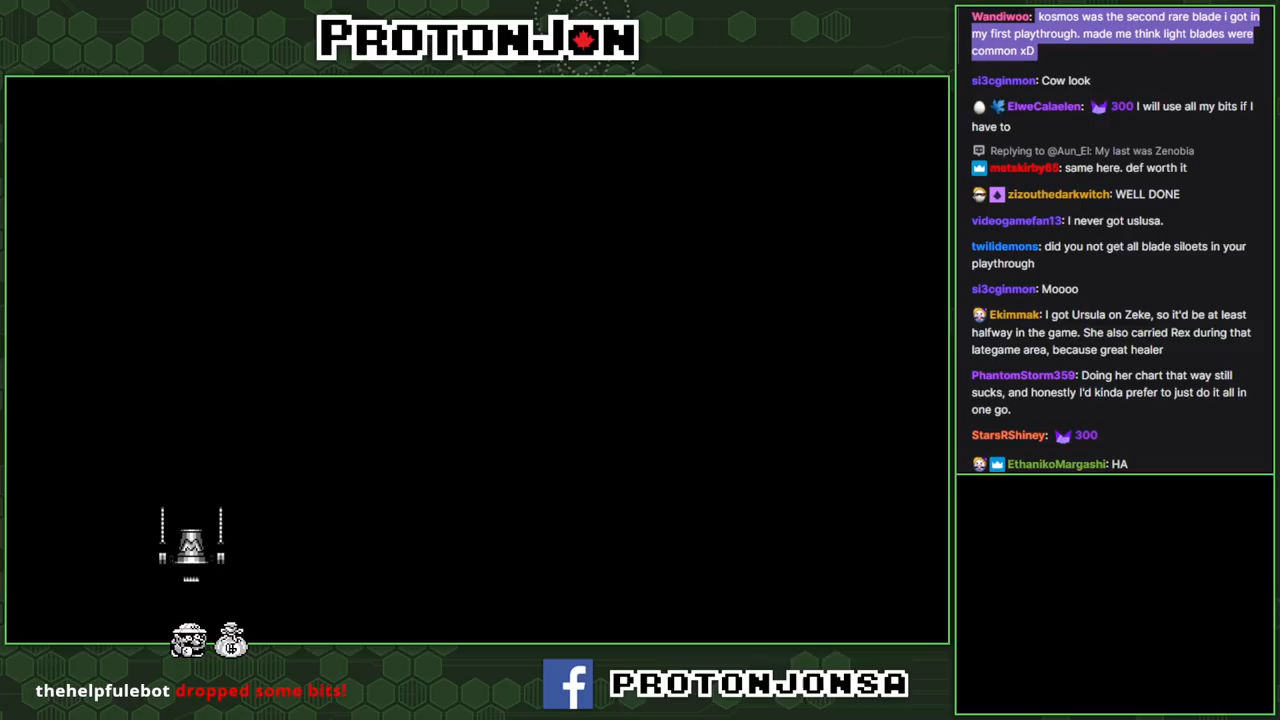 PROTONJON
Wandiwoo: kosmos was the second rare blade i got in
my first playthrough. made me think light blades were
common xD
si3cginmon: Cow look
ElweCalaelen: 300 I will use all my bits if I
have to
Replying to @Aun_El: My last was Zenobia
mstskirby65: same here. def worth it
zizouthedarkwitch: WELL DONE
videogamefan13: I never got uslusa.
twilidemons: did you not get all blade siloets in your
playthrough
si3cginmon: Moooo
Ekimmak: I got Ursula on Zeke, so it'd be at least
halfway in the game. She also carried Rex during that
lategame area, because great healer
PhantomStorm359: Doing her chart that way still
sucks, and honestly I'd kinda prefer to just do it all in
one go.
StarsRShiney: 300
EthanikoMargashi: HA
M
$
thehelpfulebot dropped some bits!
f PROTONJONSA